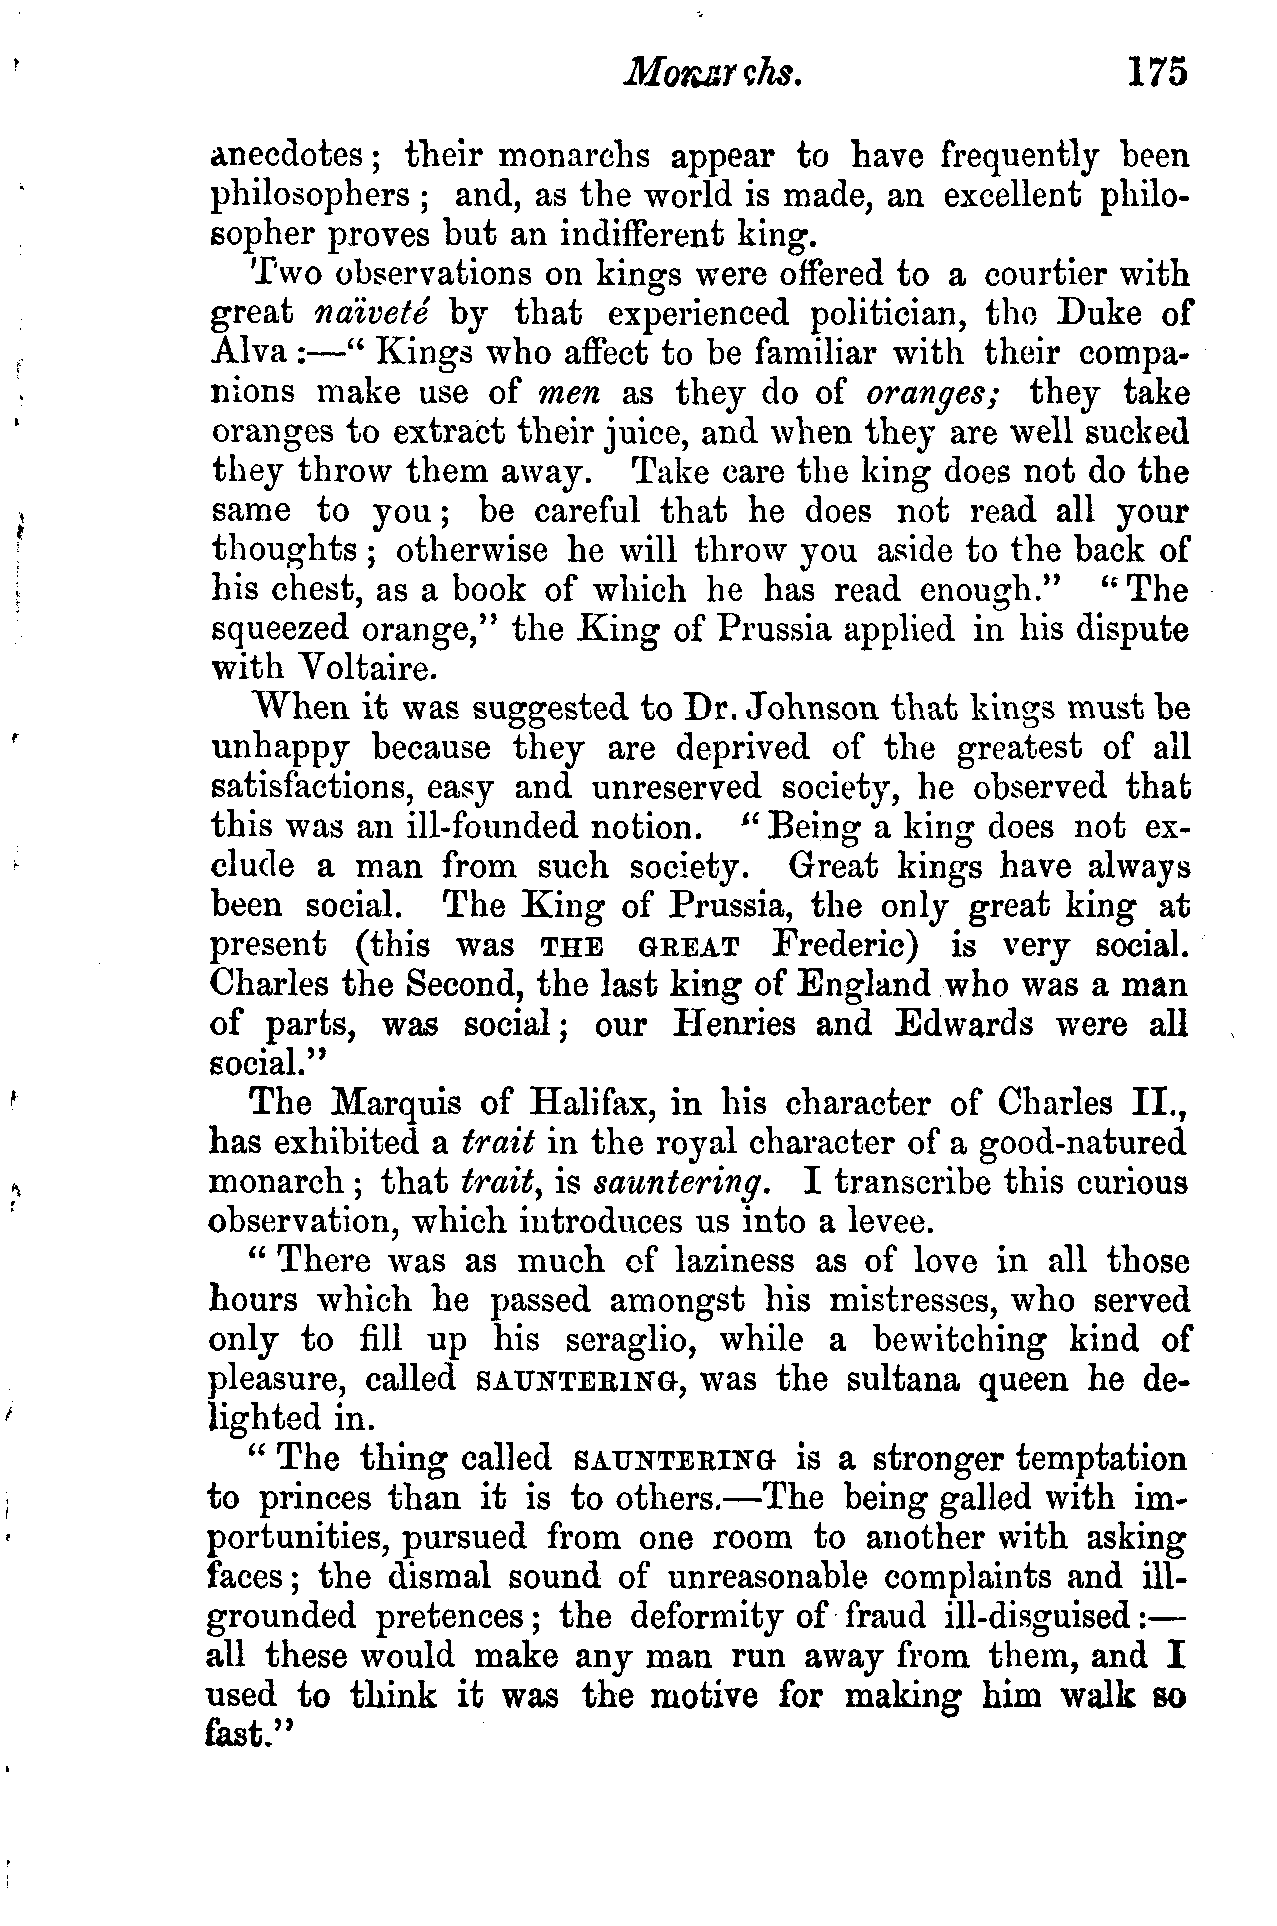 Monarchs. 175
anecdotes; their monarchs appear to have frequently been
philosophers; and, as the world is made, an excellent philo-
sopher proves but an indifferent king.
Two observations on kings were offered to a courtier with
great naïveté by that experienced politician, the Duke of
Alva:—“Kings who affect to be familiar with their compa-
nions make use of men as they do of oranges; they take
oranges to extract their juice, and when they are well sucked
they throw them away. Take care the king does not do the
same to you; be careful that he does not read all your
thoughts; otherwise he will throw you aside to the back of
his chest, as a book of which he has read enough.” “The
squeezed orange,” the King of Prussia applied in his dispute
with Voltaire.
When it was suggested to Dr. Johnson that kings must be
unhappy because they are deprived of the greatest of all
satisfactions, easy and unreserved society, he observed that
this was an ill-founded notion. “Being a king does not ex-
clude a man from such society. Great kings have always
been social. The King of Prussia, the only great king at
present (this was THE GREAT Frederic) is very social.
Charles the Second, the last king of England who was a man
of parts, was social; our Henries and Edwards were all
social.”
The Marquis of Halifax, in his character of Charles II.,
has exhibited a trait in the royal character of a good-natured
monarch; that trait, is sauntering. I transcribe this curious
observation, which introduces us into a levee.
“There was as much of laziness as of love in all those
hours which he passed amongst his mistresses, who served
only to fill up his seraglio, while a bewitching kind of
pleasure, called SAUNTERING, was the sultana queen he de-
lighted in.
“The thing called SAUNTERING is a stronger temptation
to princes than it is to others.—The being galled with im-
portunities, pursued from one room to another with asking
faces; the dismal sound of unreasonable complaints and ill-
grounded pretences; the deformity of fraud ill-disguised:—
all these would make any man run away from them, and I
used to think it was the motive for making him walk so
fast.”